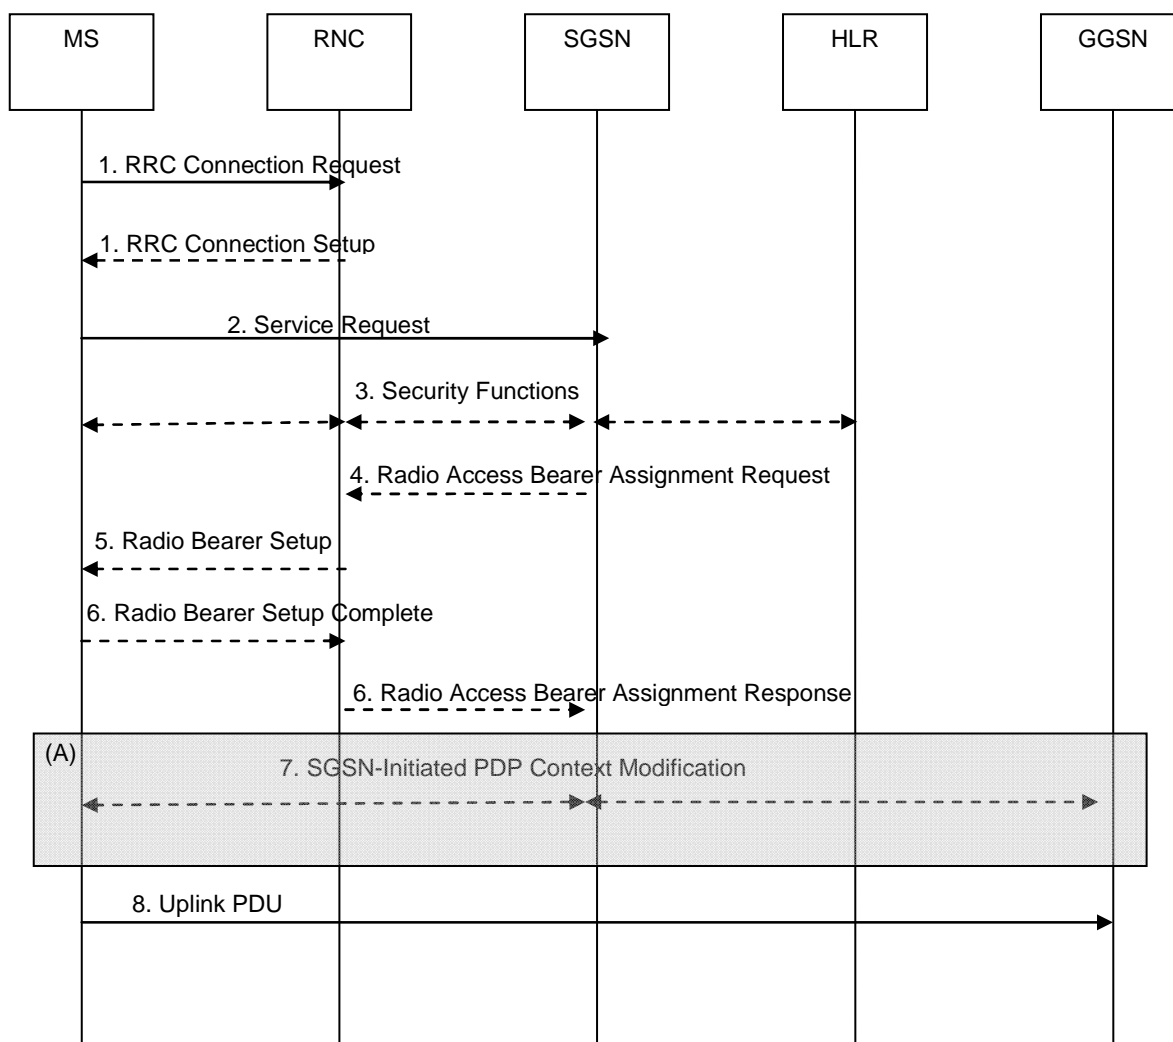 MS
RNC
SGSN
HLR
GGSN
1. RRC Connection Request
1. RRC Connection Setup
2. Service Request
3. Security Functions
4. Radio Access Bearer Assignment Request
5. Radio Bearer Setup
6. Radio Bearer Setup Complete
6. Radio Access Bearer Assignment Response
(A)
7. SGSN-Initiated PDP Context Modification
8. Uplink PDU